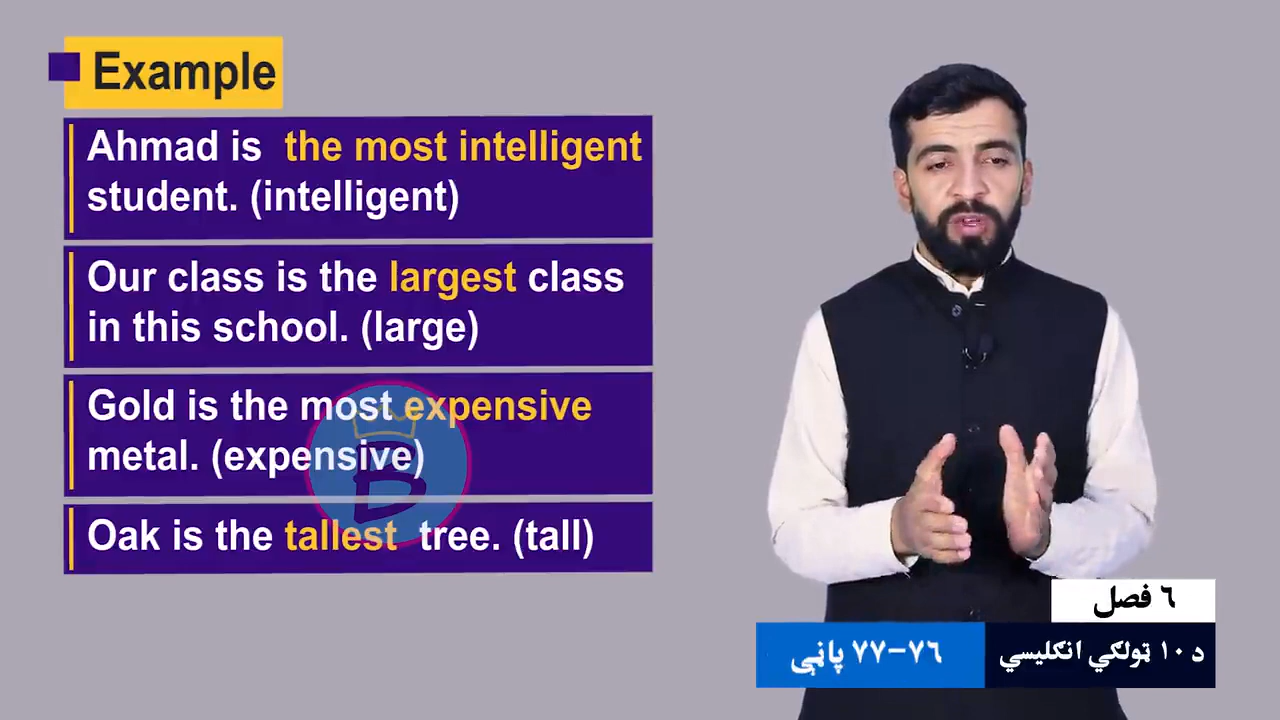 Example
Ahmad is the most intelligent
student. (intelligent)
Our class is the largest class
in this school. (large)
Gold is the most expensive
metal. (expensive)
Oak is the tallest tree. (tall)
B
٦ فصل
د ١٠ ټولګي انګلیسي
٧٦-٧٧ پاڼې